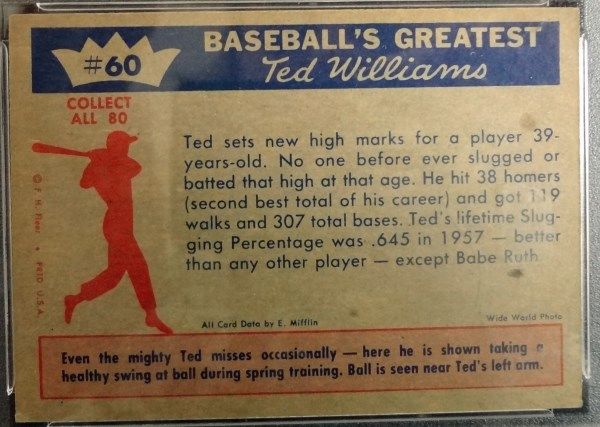 #60
BASEBALL'S GREATEST
Ted Williams
COLLECT
ALL 80
Ted sets new high marks for a player 39-
years-old. No one before ever slugged or
batted that high at that age. He hit 38 homers
(second best total of his career) and got 119
walks and 307 total bases. Ted's lifetime Slug-
ging Percentage was .645 in 1957 — better
than any other player — except Babe Ruth
© F. H. Fleer • PRTD U.S.A.
All Card Data by E. Mifflin
Wide World Photo
Even the mighty Ted misses occasionally — here he is shown taking a
healthy swing at ball during spring training. Ball is seen near Ted's left arm.